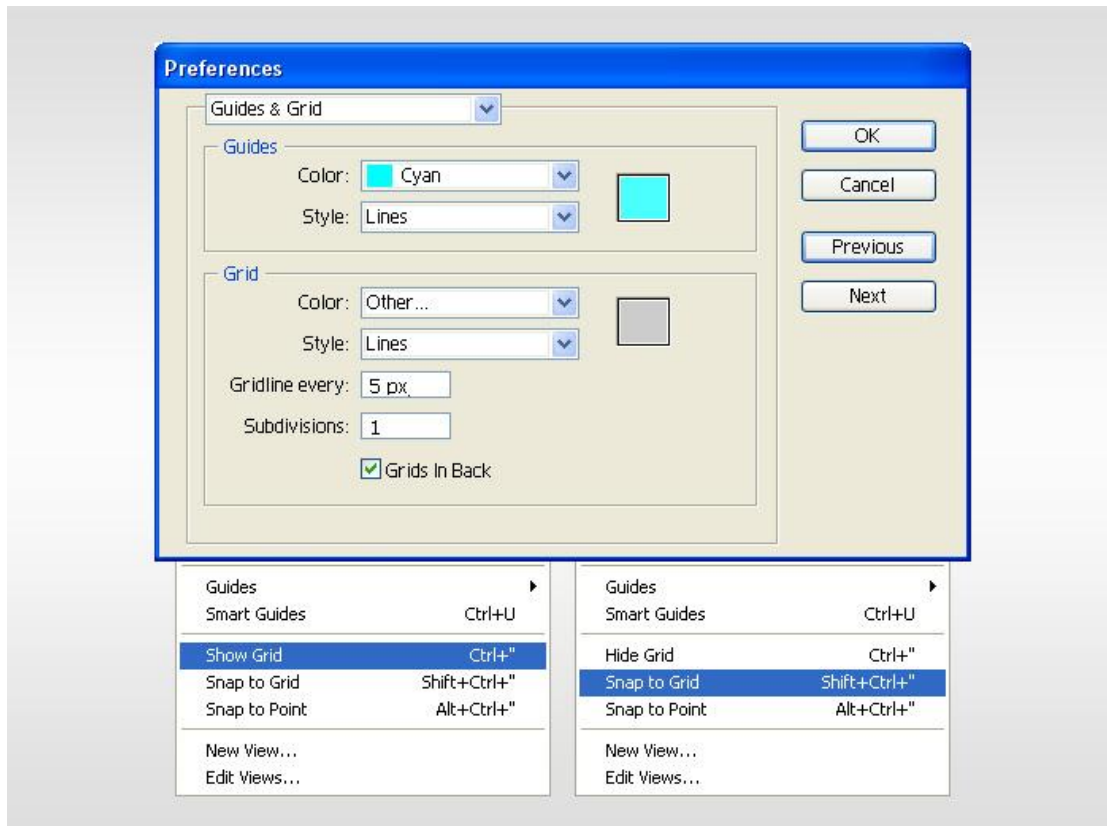 Preferences
Guides & Grid
OK
Guides
Color: Cyan
Cancel
Style: Lines
Previous
Grid
Color: Other...
Next
Style: Lines
Gridline every: 5 px
Subdivisions: 1
Grids In Back
Guides
Smart Guides Ctrl+U
Show Grid Ctrl+"
Snap to Grid Shift+Ctrl+"
Snap to Point Alt+Ctrl+"
New View...
Edit Views...
Guides
Smart Guides Ctrl+U
Hide Grid Ctrl+"
Snap to Grid Shift+Ctrl+"
Snap to Point Alt+Ctrl+"
New View...
Edit Views...